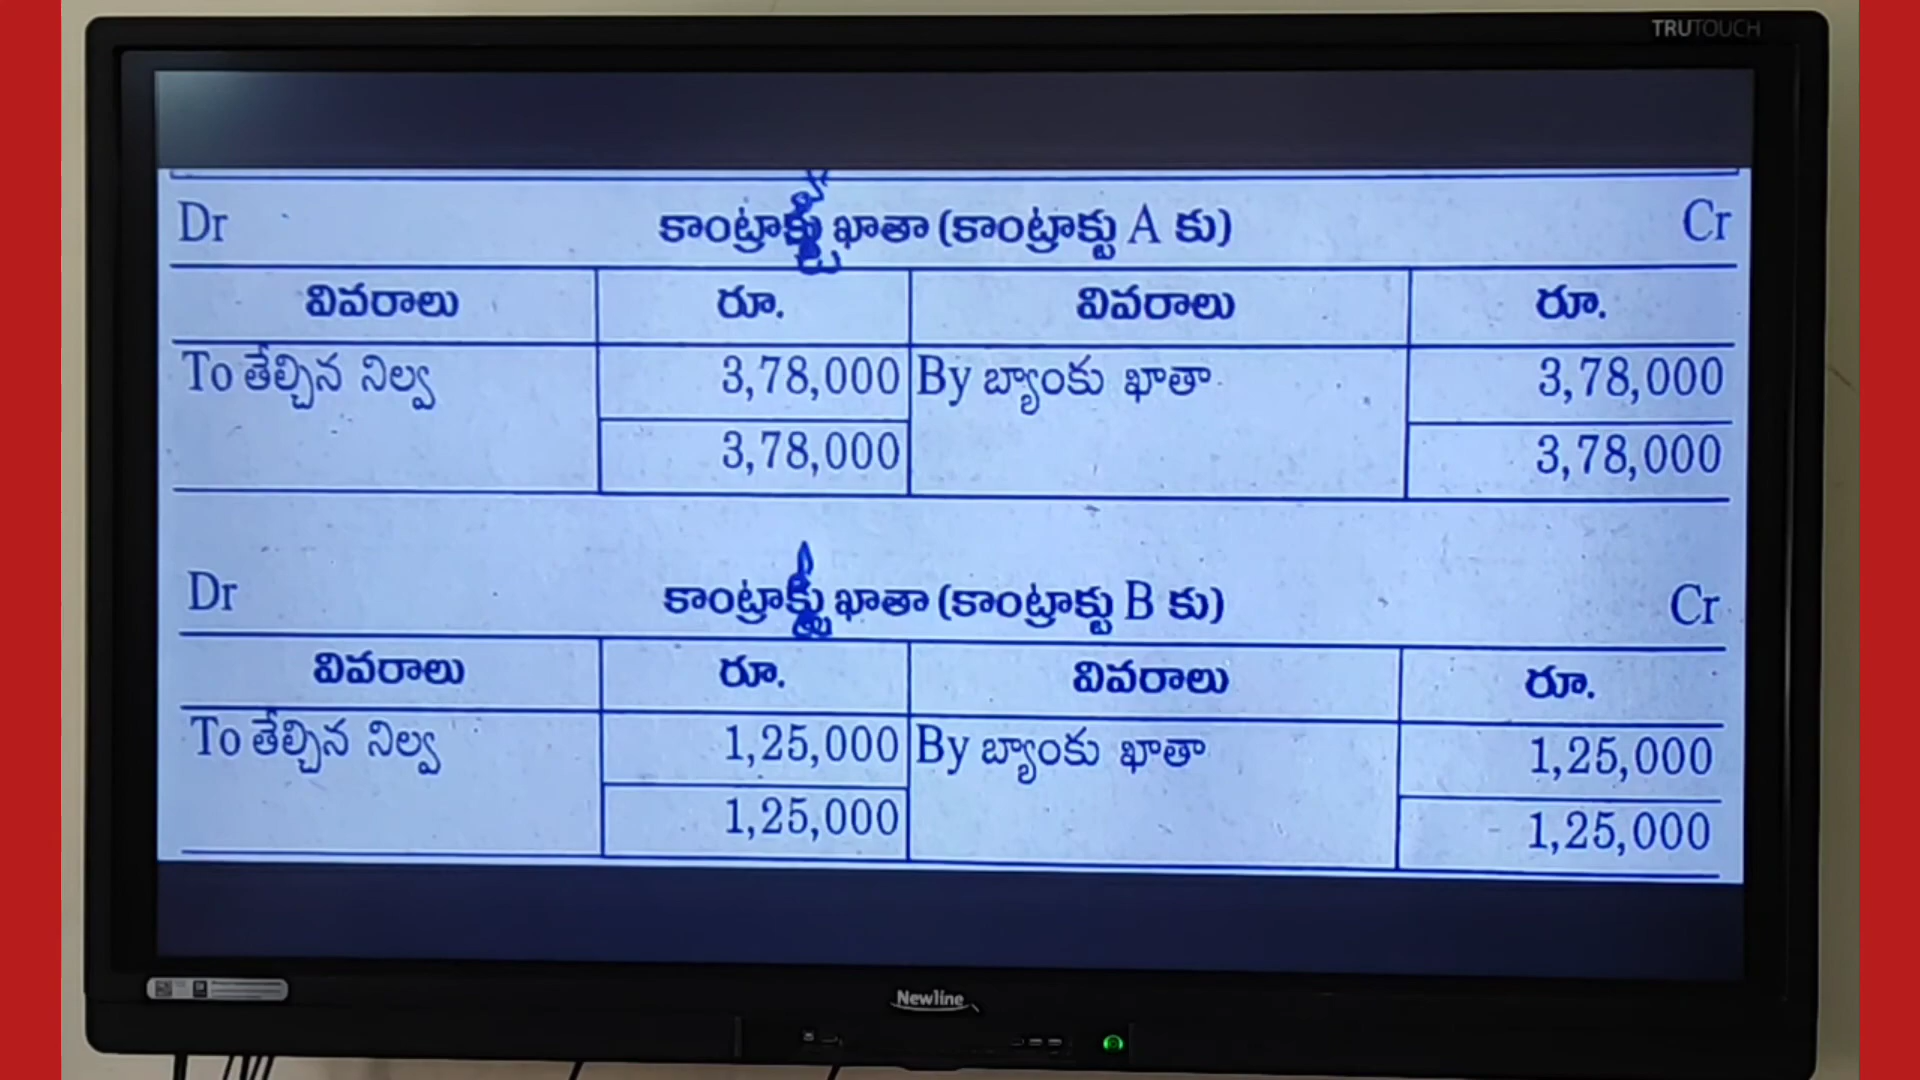 TRUTOUCH
Dr కాంట్రాక్టీ ఖాతా (కాంట్రాక్టు A కు) Cr
వివరాలు రూ. వివరాలు రూ.
To తేల్చిన నిల్వ 3,78,000 By బ్యాంకు ఖాతా 3,78,000
3,78,000 3,78,000
Dr ఖాతా (కాంట్రాక్టు B కు) Cr
వివరాలు రూ. వివరాలు రూ.
To తేల్చిన నిల్వ 1,25,000 By బ్యాంకు ఖాతా 1,25,000
1,25,000 1,25,000
Newline